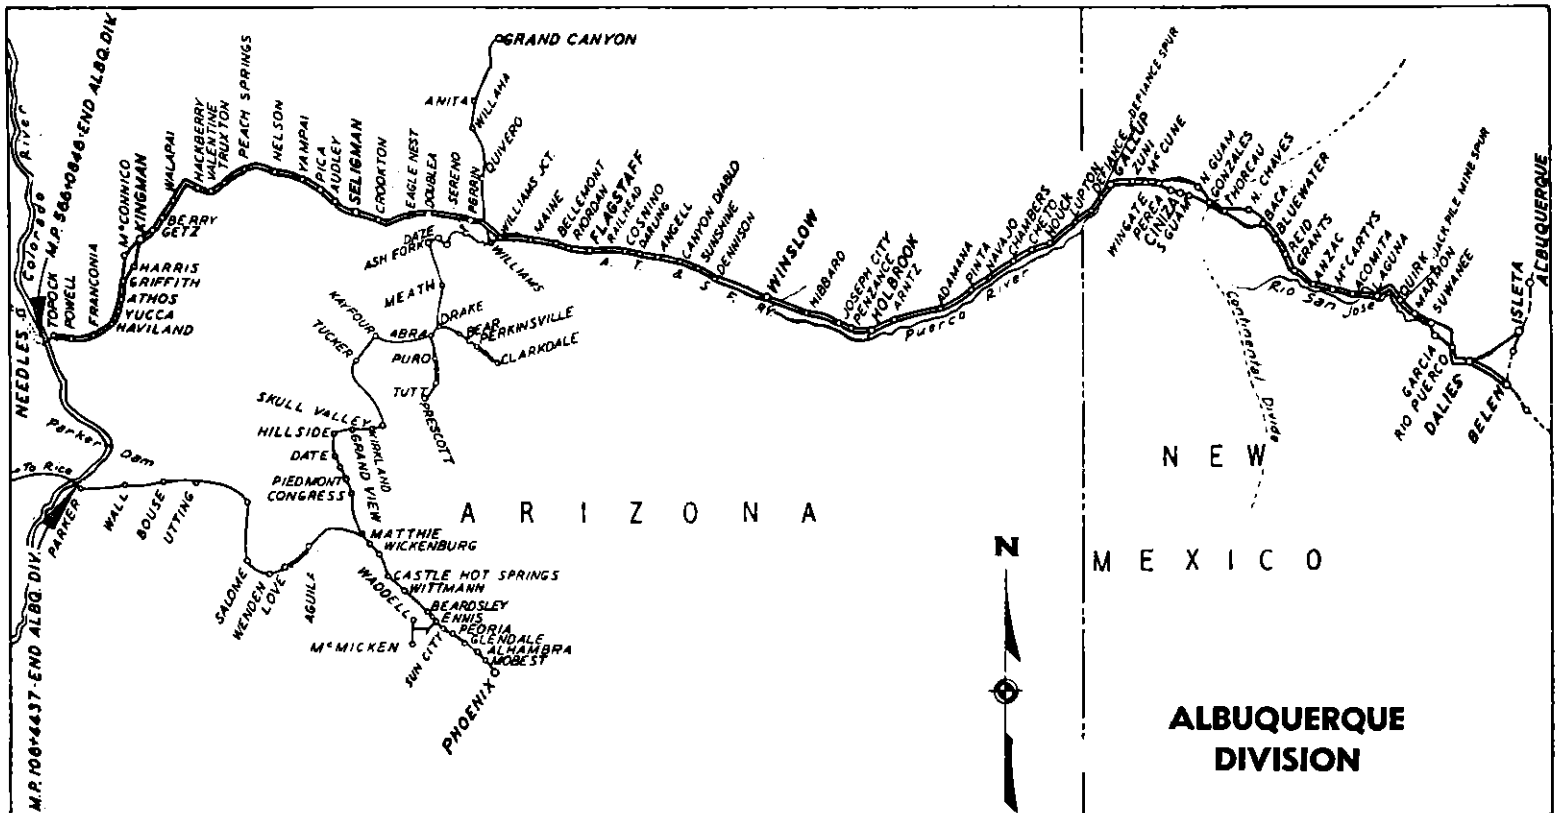 GRAND CANYON
ANITA
WILLAHA
QUIVERO
River
Colorado
NEEDLES
TOPOCK M.P. 586+0848-END ALBQ. DIV
POWELL
FRANCONIA
HAVILAND
YUCCA
ATHOS
GRIFFITH
HARRIS
McCONNICO
KINGMAN
GETZ
BERRY
WALAPAI
HACKBERRY
VALENTINE
TRUXTON
PEACH SPRINGS
NELSON
YAMPAI
PICA
AUDLEY
SELIGMAN
CROOKTON
EAGLE NEST
DOUBLEA
SERENO
PERRIN
WILLIAMS JCT.
MAINE
BELLEMONT
RIORDAN
FLAGSTAFF
RAILHEAD
COSNINO
DARLING
ANGELL
CANYON DIABLO
SUNSHINE
DENNISON
WINSLOW
HIBBARD
JOSEPH CITY
PENZANCE
HOLBROOK
ARNTZ
ADAMANA
PINTA
NAVAJO
CHAMBERS
CHETO
HOUCK
LUPTON
DEFIANCE
DEFIANCE SPUR
GALLUP
ZUNI
McCUNE
WINGATE
PEREA
CINIZA
S GUAM
N. GUAM
GONZALES
THOREAU
N. CHAVES
BACA
BLUEWATER
REID
GRANTS
ANZAC
McCARTYS
ACOMITA
LAGUNA
QUIRK
JACKPILE MINE SPUR
MARMON
SUWANEE
GARCIA
RIO PUERCO
DALIES
BELEN
ISLETA
ALBUQUERQUE
A. T. & S. F. RY.
Puerco River
Rio San Jose
Continental Divide
DAZE
ASH FORK
WILLIAMS
MEATH
DRAKE
BEAR
PERKINSVILLE
CLARKDALE
KAYFOUR
ABRA
TUCKER
PURO
TUTT
PRESCOTT
SKULL VALLEY
HILLSIDE
KIRKLAND
GRAND VIEW
DATE
PIEDMONT
CONGRESS
MATTHIE
WICKENBURG
CASTLE HOT SPRINGS
WITTMANN
WADDELL
BEARDSLEY
ENNIS
PEORIA
GLENDALE
ALHAMBRA
MOBEST
McMICKEN
SUN CITY
PHOENIX
Parker Dam
To Rice
PARKER
WALL
BOUSE
UTTING
SALOME
WENDEN
LOVE
AGUILA
M.P. 108+4437-END ALBQ. DIV.
ARIZONA
NEW
MEXICO
N
ALBUQUERQUE
DIVISION